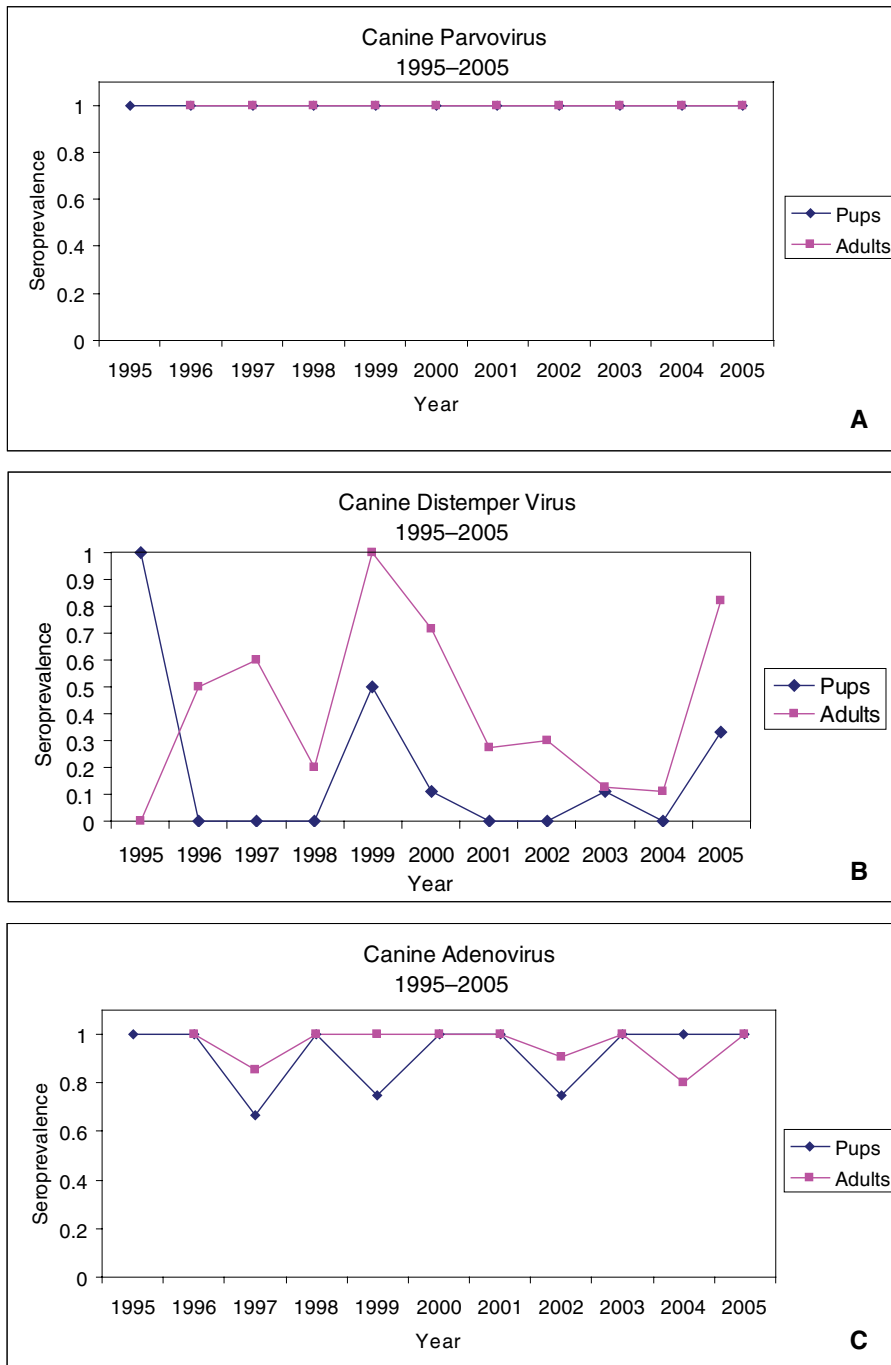 Canine Parvovirus
1995–2005
1
0.8
0.6
0.4
0.2
0
Seroprevalence
1995 1996 1997 1998 1999 2000 2001 2002 2003 2004 2005
Year
Pups
Adults
A
Canine Distemper Virus
1995–2005
1
0.9
0.8
0.7
0.6
0.5
0.4
0.3
0.2
0.1
0
Seroprevalence
1995 1996 1997 1998 1999 2000 2001 2002 2003 2004 2005
Year
Pups
Adults
B
Canine Adenovirus
1995–2005
1
0.8
0.6
0.4
0.2
0
Seroprevalence
1995 1996 1997 1998 1999 2000 2001 2002 2003 2004 2005
Year
Pups
Adults
C